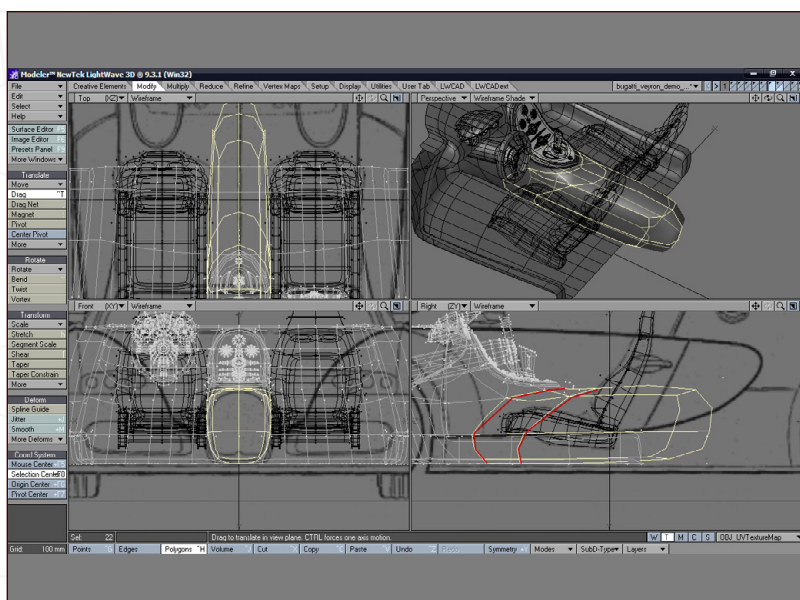 Modeler™ NewTek LightWave 3D ® 9.3.1 (Win32)
File
Creative Elements Modify Multiply Reduce Refine Vertex Maps Setup Display Utilities User Tab LWCAD LWCADext bugatti_veyron_demo_... 1
Edit
Select
Help
Top (XZ) Wireframe
Perspective Wireframe Shade
Surface Editor F5
Image Editor F6
Presets Panel F8
More Windows
Translate
Move
Drag ^T
Drag Net
Magnet
Pivot
Center Pivot
More
Rotate
Rotate
Bend
Twist
Vortex
Front (XY) Wireframe
Right (ZY) Wireframe
Transform
Scale
Stretch
Segment Scale
Shear
Taper
Taper Constrain
More
Deform
Spline Guide
Jitter
Smooth
More Deforms
Coord System
Mouse Center
Selection Center
Origin Center
Pivot Center
Sel: 22
Drag to translate in view plane. CTRL forces one axis motion.
W T M C S OBJ_UVTextureMap
Grid: 100 mm Points Edges Polygons ^H Volume Cut Copy Paste Undo Symmetry Modes SubD-Type Layers